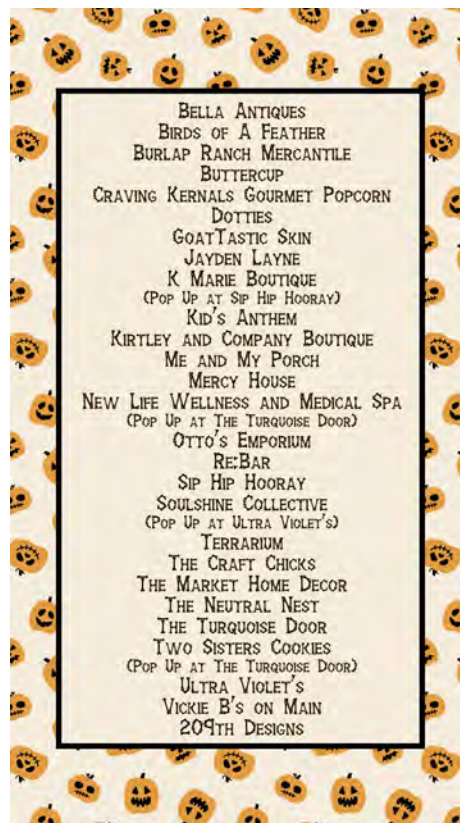 Bella Antiques
Birds of A Feather
Burlap Ranch Mercantile
Buttercup
Craving Kernals Gourmet Popcorn
Dotties
GoatTastic Skin
Jayden Layne
K Marie Boutique
(Pop Up at Sip Hip Hooray)
Kid's Anthem
Kirtley and Company Boutique
Me and My Porch
Mercy House
New Life Wellness and Medical Spa
(Pop Up at The Turquoise Door)
Otto's Emporium
Re:Bar
Sip Hip Hooray
Soulshine Collective
(Pop Up at Ultra Violet's)
Terrarium
The Craft Chicks
The Market Home Decor
The Neutral Nest
The Turquoise Door
Two Sisters Cookies
(Pop Up at The Turquoise Door)
Ultra Violet's
Vickie B's on Main
209th Designs